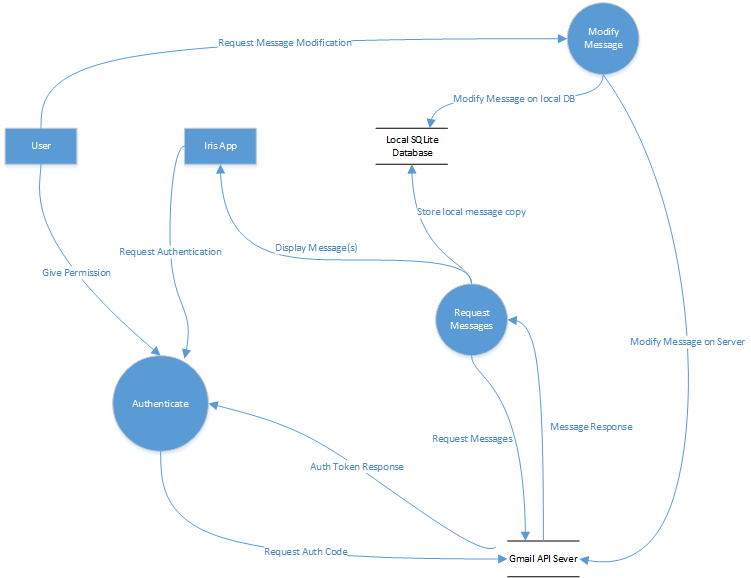 Modify
Message
Request Message Modification
Modify Message on local DB
User
Iris App
Local SQLite
Database
Store local message copy
Request Authentication
Display Message(s)
Give Permission
Request
Messages
Modify Message on Server
Authenticate
Request Messages
Message Response
Auth Token Response
Request Auth Code
Gmail API Sever